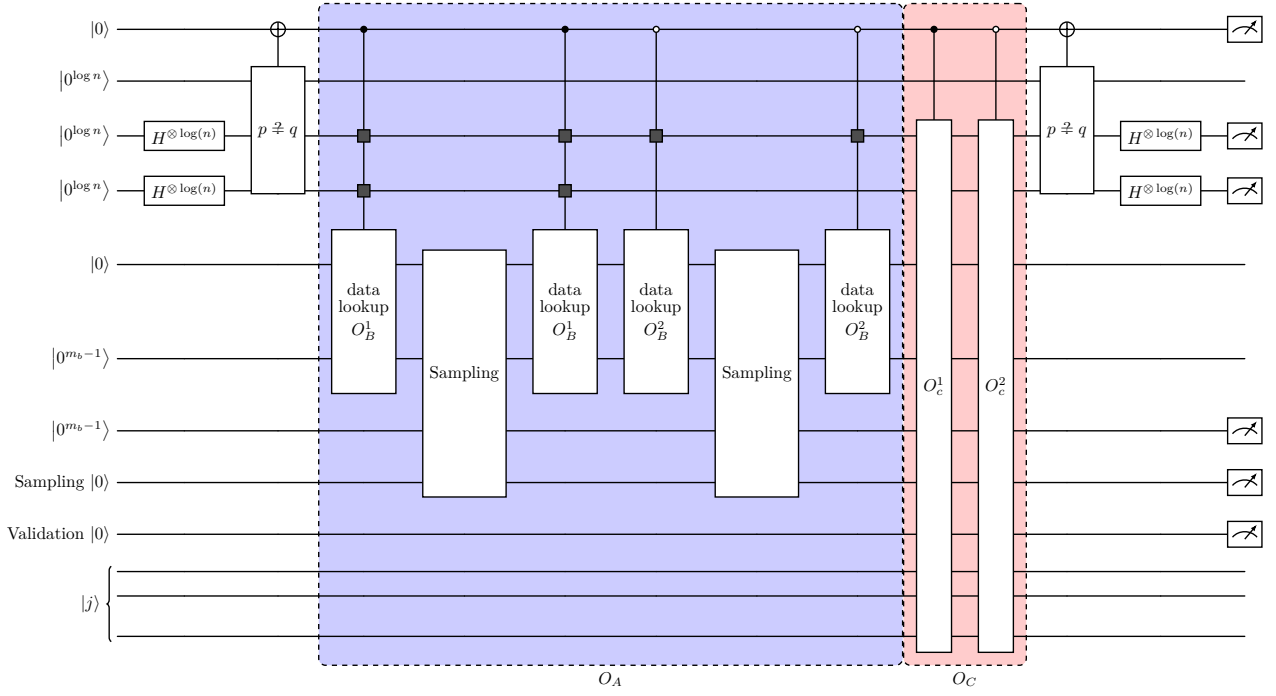 |0⟩
|0^{log n}⟩
|0^{log n}⟩ H^{⊗ log(n)} p ≟ q p ≟ q H^{⊗ log(n)}
|0^{log n}⟩ H^{⊗ log(n)} H^{⊗ log(n)}
|0⟩
data lookup O_B^1
Sampling
data lookup O_B^1
data lookup O_B^2
Sampling
data lookup O_B^2
O_c^1
O_c^2
|0^{m_b−1}⟩
|0^{m_b−1}⟩
Sampling |0⟩
Validation |0⟩
|j⟩
O_A O_C